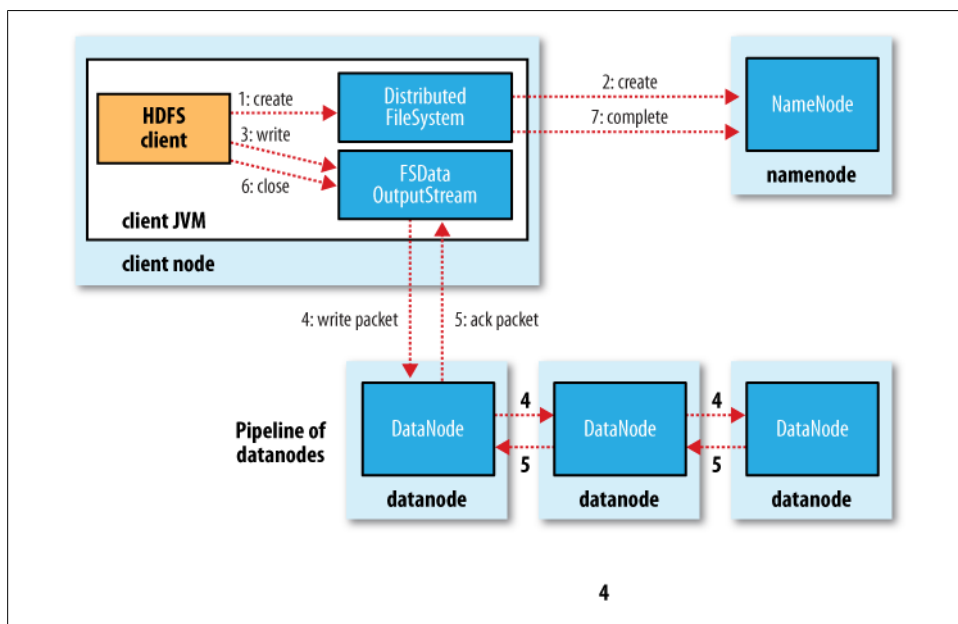 HDFS
client
1: create
3: write
6: close
Distributed
FileSystem
FSData
OutputStream
client JVM
client node
2: create
7: complete
NameNode
namenode
4: write packet
5: ack packet
Pipeline of
datanodes
DataNode
datanode
4
5
DataNode
datanode
4
5
DataNode
datanode
4